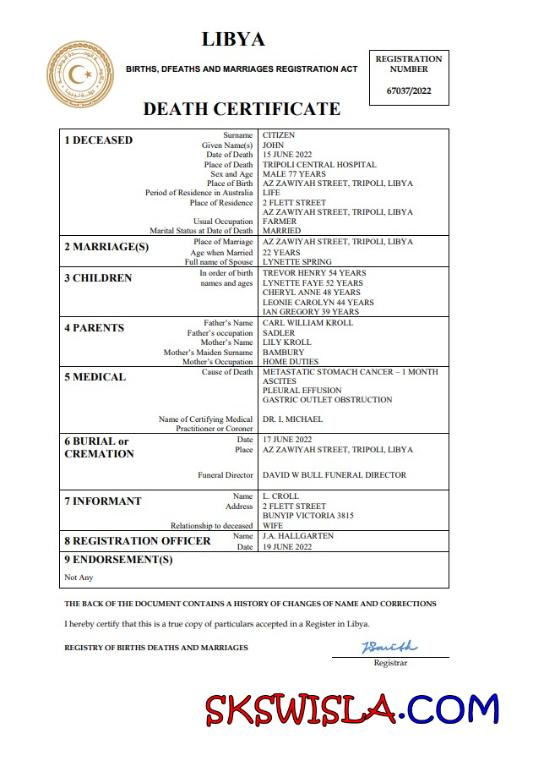 LIBYA
BIRTHS, DFEATHS AND MARRIAGES REGISTRATION ACT
REGISTRATION
NUMBER
67037/2022
DEATH CERTIFICATE
1 DECEASED
Surname CITIZEN
Given Name(s) JOHN
Date of Death 15 JUNE 2022
Place of Death TRIPOLI CENTRAL HOSPITAL
Sex and Age MALE 77 YEARS
Place of Birth AZ ZAWIYAH STREET, TRIPOLI, LIBYA
Period of Residence in Australia LIFE
Place of Residence 2 FLETT STREET
AZ ZAWIYAH STREET, TRIPOLI, LIBYA
Usual Occupation FARMER
Marital Status at Date of Death MARRIED
2 MARRIAGE(S)
Place of Marriage AZ ZAWIYAH STREET, TRIPOLI, LIBYA
Age when Married 22 YEARS
Full name of Spouse LYNETTE SPRING
3 CHILDREN
In order of birth TREVOR HENRY 54 YEARS
names and ages LYNETTE FAYE 52 YEARS
CHERYL ANNE 48 YEARS
LEONIE CAROLYN 44 YEARS
IAN GREGORY 39 YEARS
4 PARENTS
Father's Name CARL WILLIAM KROLL
Father's occupation SADLER
Mother's Name LILY KROLL
Mother's Maiden Surname BAMBURY
Mother's Occupation HOME DUTIES
5 MEDICAL
Cause of Death METASTATIC STOMACH CANCER – 1 MONTH
ASCITES
PLEURAL EFFUSION
GASTRIC OUTLET OBSTRUCTION
Name of Certifying Medical DR. I. MICHAEL
Practitioner or Coroner
6 BURIAL or
CREMATION
Date 17 JUNE 2022
Place AZ ZAWIYAH STREET, TRIPOLI, LIBYA
Funeral Director DAVID W BULL FUNERAL DIRECTOR
7 INFORMANT
Name L. CROLL
Address 2 FLETT STREET
BUNYIP VICTORIA 3815
Relationship to deceased WIFE
8 REGISTRATION OFFICER
Name J.A. HALLGARTEN
Date 19 JUNE 2022
9 ENDORSEMENT(S)
Not Any
THE BACK OF THE DOCUMENT CONTAINS A HISTORY OF CHANGES OF NAME AND CORRECTIONS
I hereby certify that this is a true copy of particulars accepted in a Register in Libya.
REGISTRY OF BIRTHS DEATHS AND MARRIAGES
Registrar
SKSWISLA.COM